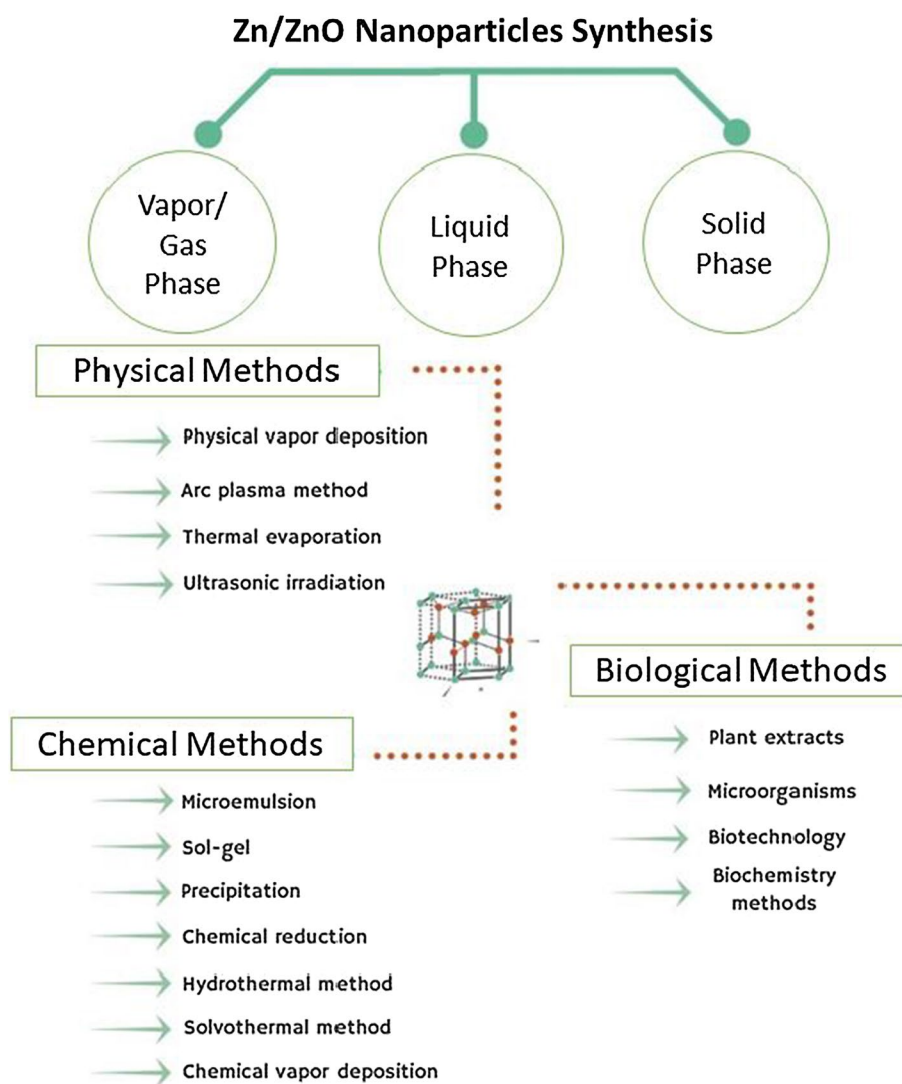 Zn/ZnO Nanoparticles Synthesis
Vapor/
Gas
Phase
Liquid
Phase
Solid
Phase
Physical Methods
Physical vapor deposition
Arc plasma method
Thermal evaporation
Ultrasonic irradiation
Biological Methods
Plant extracts
Microorganisms
Biotechnology
Biochemistry
methods
Chemical Methods
Microemulsion
Sol-gel
Precipitation
Chemical reduction
Hydrothermal method
Solvothermal method
Chemical vapor deposition